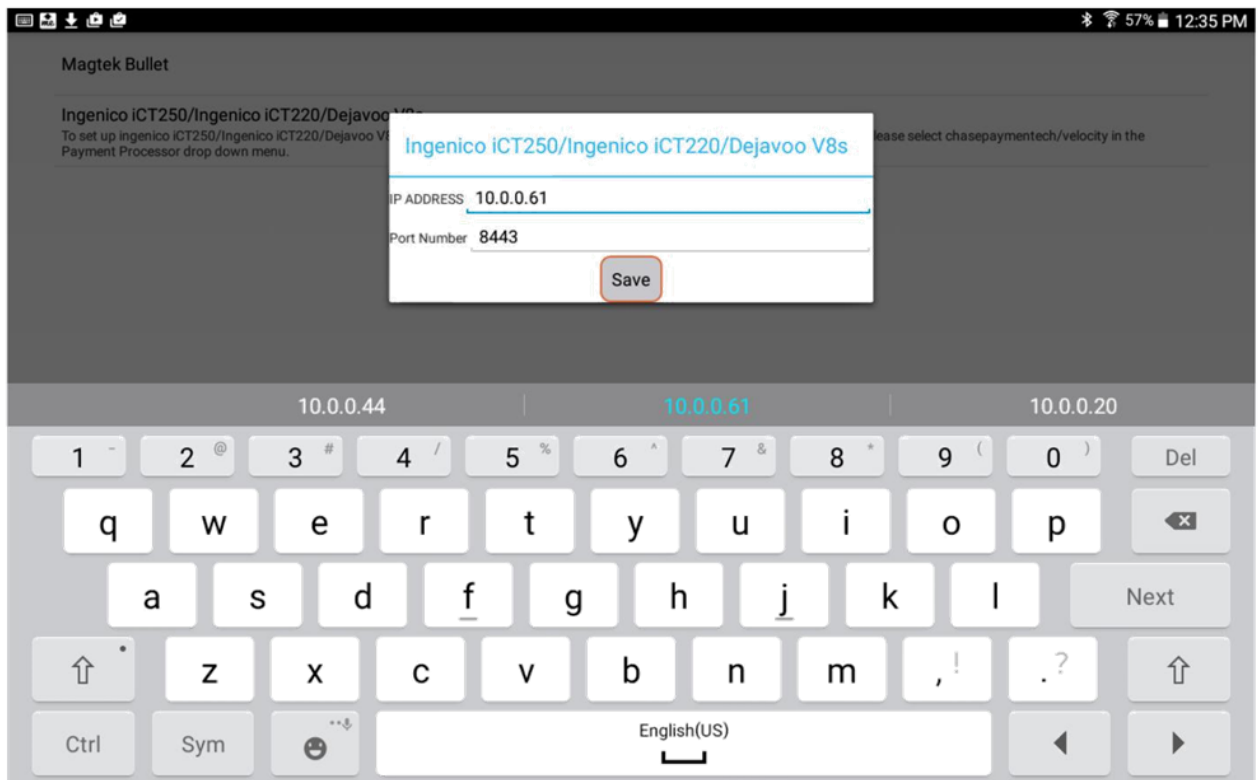 57% 12:35 PM
Magtek Bullet
Ingenico iCT250/Ingenico iCT220/Dejavoo V8s
To set up ingenico iCT250/Ingenico iCT220/Dejavoo V8 lease select chasepaymentech/velocity in the
Payment Processor drop down menu.
Ingenico iCT250/Ingenico iCT220/Dejavoo V8s
IP ADDRESS 10.0.0.61
Port Number 8443
Save
10.0.0.44 10.0.0.61 10.0.0.20
1 - 2 @ 3 # 4 / 5 % 6 ^ 7 & 8 * 9 ( 0 ) Del
q w e r t y u i o p
a s d f g h j k l Next
z x c v b n m , ! . ?
Ctrl Sym English(US)